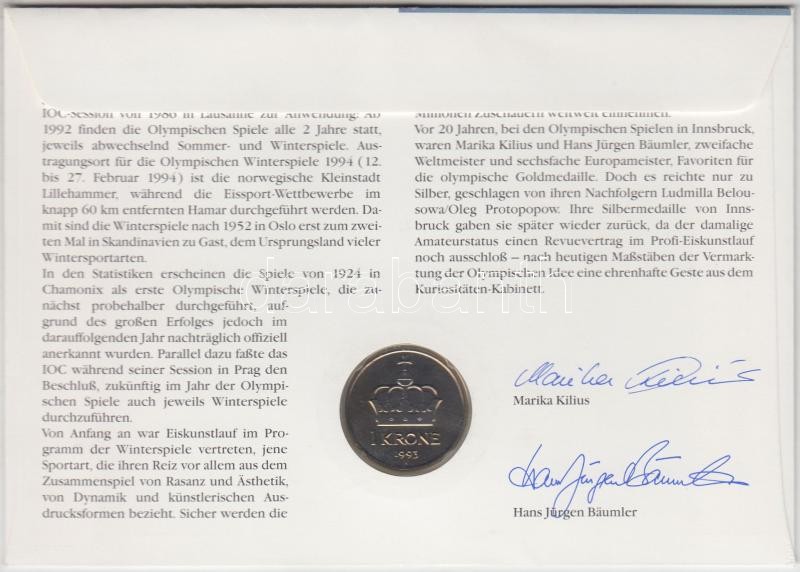 IOC-Session von 1986 in Lausanne zur Anwendung: Ab
1992 finden die Olympischen Spiele alle 2 Jahre statt,
jeweils abwechselnd Sommer- und Winterspiele. Aus-
tragungsort für die Olympischen Winterspiele 1994 (12.
bis 27. Februar 1994) ist die norwegische Kleinstadt
Lillehammer, während die Eissport-Wettbewerbe im
knapp 60 km entfernten Hamar durchgeführt werden. Da-
mit sind die Winterspiele nach 1952 in Oslo erst zum zwei-
ten Mal in Skandinavien zu Gast, dem Ursprungsland vieler
Wintersportarten.
In den Statistiken erscheinen die Spiele von 1924 in
Chamonix als erste Olympische Winterspiele, die zu-
nächst probehalber durchgeführt, auf-
grund des großen Erfolges jedoch im
darauffolgenden Jahr nachträglich offiziell
anerkannt wurden. Parallel dazu faßte das
IOC während seiner Session in Prag den
Beschluß, zukünftig im Jahr der Olympi-
schen Spiele auch jeweils Winterspiele
durchzuführen.
Von Anfang an war Eiskunstlauf im Pro-
gramm der Winterspiele vertreten, jene
Sportart, die ihren Reiz vor allem aus dem
Zusammenspiel von Rasanz und Ästhetik,
von Dynamik und künstlerischen Aus-
drucksformen bezieht. Sicher werden die
Millionen Zuschauern weltweit einnehmen.
Vor 20 Jahren, bei den Olympischen Spielen in Innsbruck,
waren Marika Kilius und Hans Jürgen Bäumler, zweifache
Weltmeister und sechsfache Europameister, Favoriten für
die olympische Goldmedaille. Doch es reichte nur zu
Silber, geschlagen von ihren Nachfolgern Ludmilla Belou-
sowa/Oleg Protopopow. Ihre Silbermedaille von Inns-
bruck gaben sie später wieder zurück, da der damalige
Amateurstatus einen Revuevertrag im Profi-Eiskunstlauf
noch ausschloß – nach heutigen Maßstäben der Vermark-
tung der Olympischen Idee eine ehrenhafte Geste aus dem
Kuriositäten-Kabinett.
darabanth
1 KRONE
1993
Marika Kilius
Marika Kilius
Hans Jürgen Bäumler
Hans Jürgen Bäumler